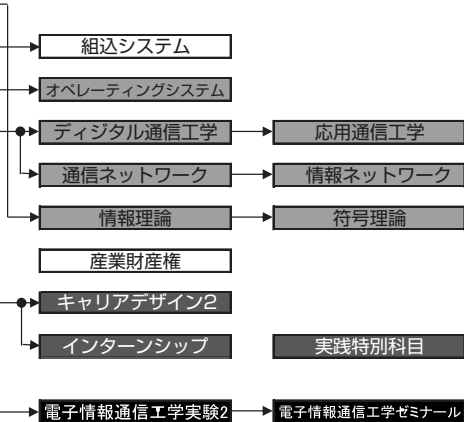 組込システム
オペレーティングシステム
ディジタル通信工学 応用通信工学
通信ネットワーク 情報ネットワーク
情報理論 符号理論
産業財産権
キャリアデザイン2
インターンシップ 実践特別科目
電子情報通信工学実験2 電子情報通信工学ゼミナール